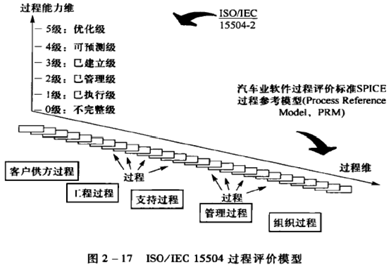 过程能力维
ISO/IEC
15504-2
5级：优化级
4级：可预测级
3级：已建立级
2级：已管理级
1级：已执行级
0级：不完整级
汽车业软件过程评价标准SPICE
过程参考模型(Process Reference
Model, PRM)
过程维
客户供方过程
过程
工程过程
支持过程
过程
管理过程
组织过程
图 2-17 ISO/IEC 15504 过程评价模型